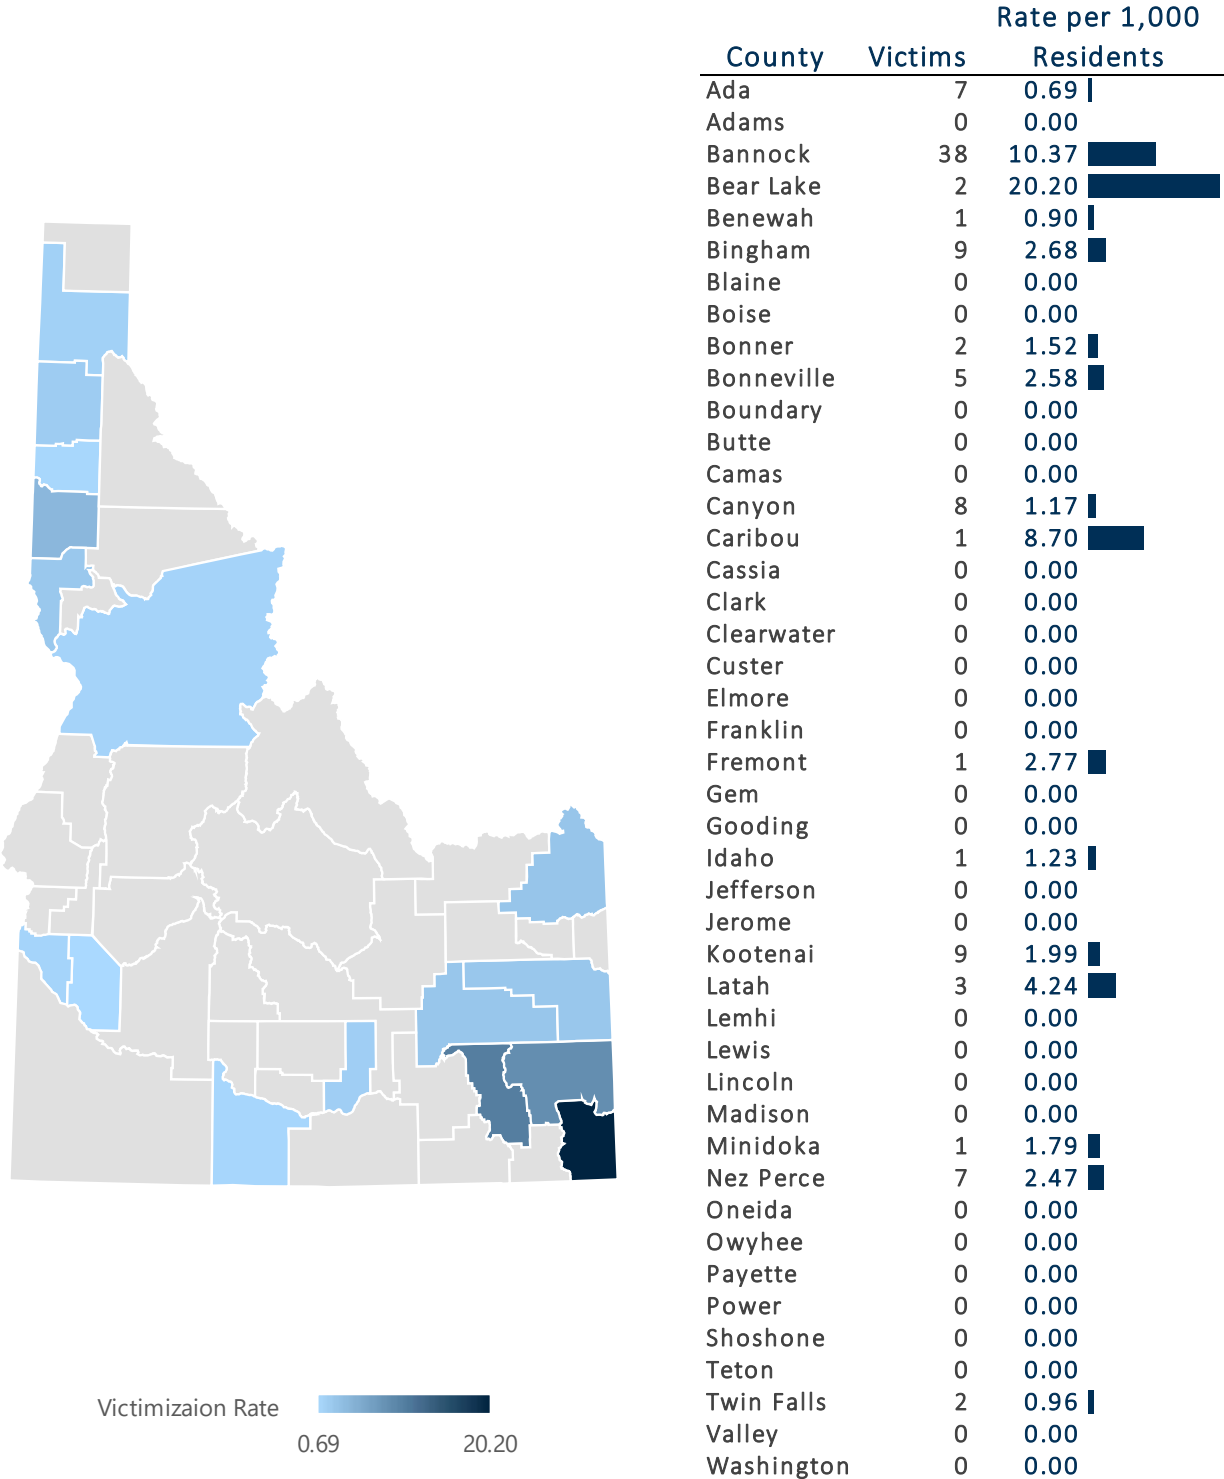 Rate per 1,000
County Victims Residents
Ada 7 0.69
Adams 0 0.00
Bannock 38 10.37
Bear Lake 2 20.20
Benewah 1 0.90
Bingham 9 2.68
Blaine 0 0.00
Boise 0 0.00
Bonner 2 1.52
Bonneville 5 2.58
Boundary 0 0.00
Butte 0 0.00
Camas 0 0.00
Canyon 8 1.17
Caribou 1 8.70
Cassia 0 0.00
Clark 0 0.00
Clearwater 0 0.00
Custer 0 0.00
Elmore 0 0.00
Franklin 0 0.00
Fremont 1 2.77
Gem 0 0.00
Gooding 0 0.00
Idaho 1 1.23
Jefferson 0 0.00
Jerome 0 0.00
Kootenai 9 1.99
Latah 3 4.24
Lemhi 0 0.00
Lewis 0 0.00
Lincoln 0 0.00
Madison 0 0.00
Minidoka 1 1.79
Nez Perce 7 2.47
Oneida 0 0.00
Owyhee 0 0.00
Payette 0 0.00
Power 0 0.00
Shoshone 0 0.00
Teton 0 0.00
Twin Falls 2 0.96
Valley 0 0.00
Washington 0 0.00
Victimizaion Rate
0.69 20.20